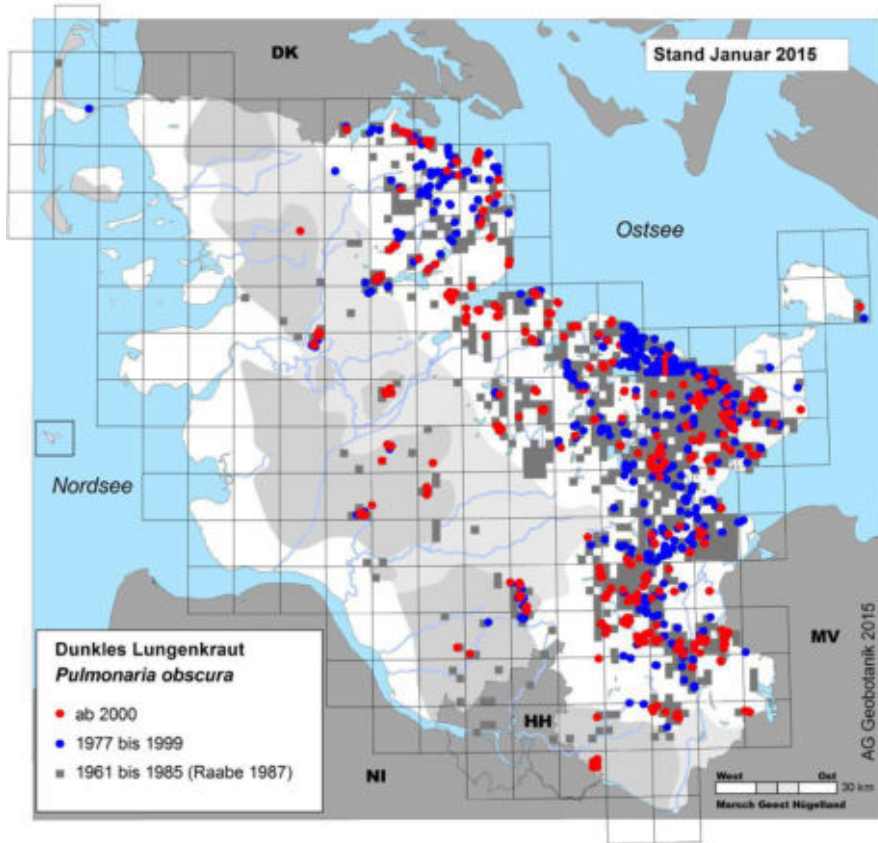 DK
Stand Januar 2015
Ostsee
Nordsee
Dunkles Lungenkraut
Pulmonaria obscura
ab 2000
1977 bis 1999
1961 bis 1985 (Raabe 1987)
HH
NI
MV
AG Geobotanik 2015
West Ost
30 km
Marsch Geest Hügelland